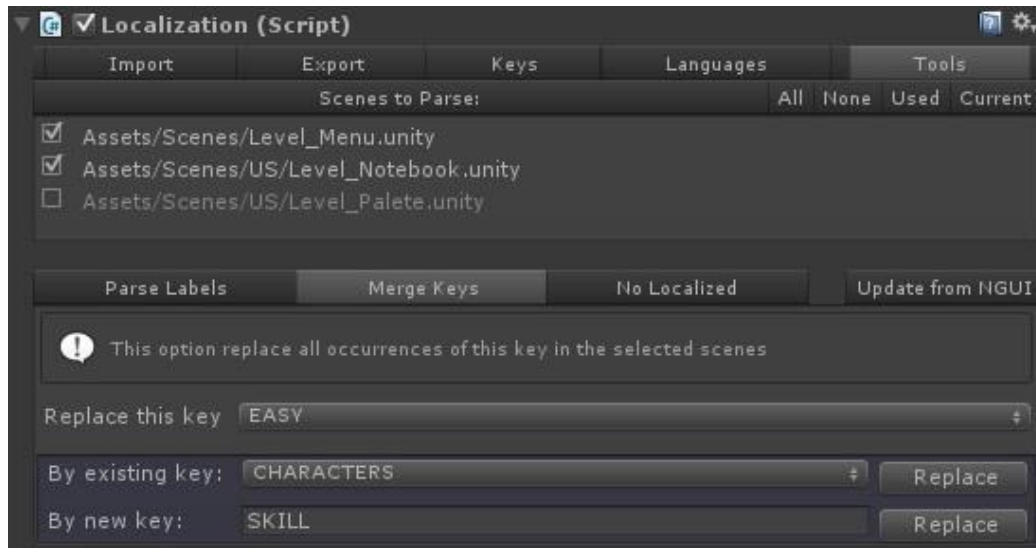 Localization (Script)
Import Export Keys Languages Tools
Scenes to Parse: All None Used Current
Assets/Scenes/Level_Menu.unity
Assets/Scenes/US/Level_Notebook.unity
Assets/Scenes/US/Level_Palete.unity
Parse Labels Merge Keys No Localized Update from NGUI
This option replace all occurrences of this key in the selected scenes
Replace this key EASY
By existing key: CHARACTERS Replace
By new key: SKILL Replace